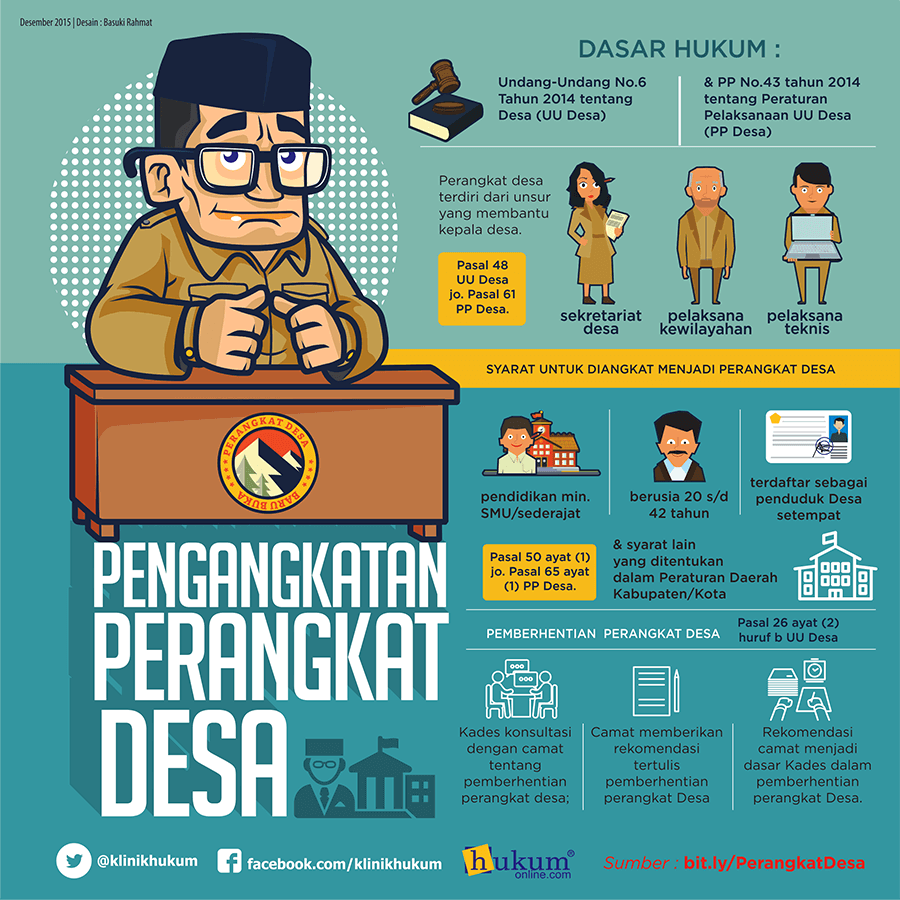 Desember 2015 | Desain : Basuki Rahmat
DASAR HUKUM :
Undang-Undang No.6
Tahun 2014 tentang
Desa (UU Desa)
& PP No.43 tahun 2014
tentang Peraturan
Pelaksanaan UU Desa
(PP Desa)
Perangkat desa
terdiri dari unsur
yang membantu
kepala desa.
Pasal 48
UU Desa
jo. Pasal 61
PP Desa.
sekretariat
desa
pelaksana
kewilayahan
pelaksana
teknis
SYARAT UNTUK DIANGKAT MENJADI PERANGKAT DESA
pendidikan min.
SMU/sederajat
berusia 20 s/d
42 tahun
terdaftar sebagai
penduduk Desa
setempat
Pasal 50 ayat (1)
jo. Pasal 65 ayat
(1) PP Desa.
& syarat lain
yang ditentukan
dalam Peraturan Daerah
Kabupaten/Kota
PEMBERHENTIAN PERANGKAT DESA
Pasal 26 ayat (2)
huruf b UU Desa
Kades konsultasi
dengan camat
tentang
pemberhentian
perangkat desa;
Camat memberikan
rekomendasi
tertulis
pemberhentian
perangkat Desa
Rekomendasi
camat menjadi
dasar Kades dalam
pemberhentian
perangkat Desa.
PERANGKAT DESA
BARU BUKA
PENGANGKATAN
PERANGKAT
DESA
@klinikhukum
facebook.com/klinikhukum
hukum®
online.com
Sumber : bit.ly/PerangkatDesa